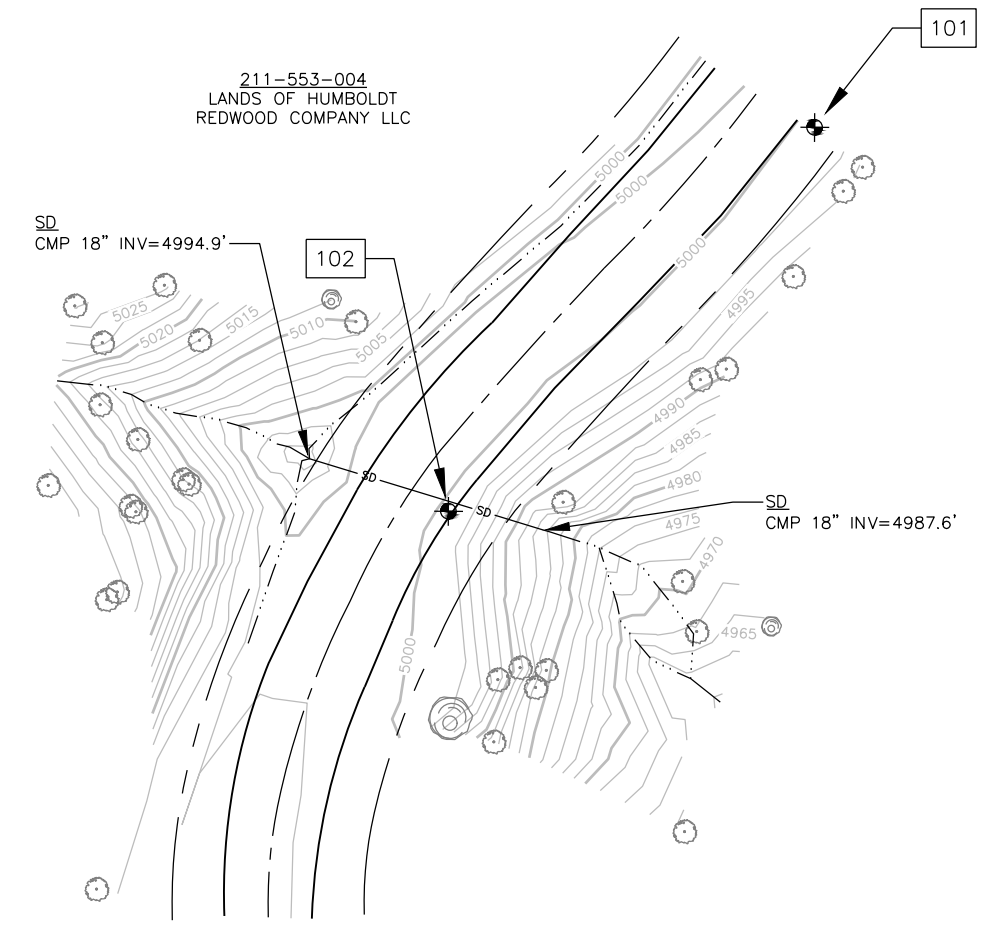 101
211-553-004
LANDS OF HUMBOLDT
REDWOOD COMPANY LLC
5000
5000
SD
CMP 18" INV=4994.9'
102
5000
5025
5020
5015
5010
5005
4995
4990
4985
4980
4975
4970
4965
SD
SD
SD
CMP 18" INV=4987.6'
5000